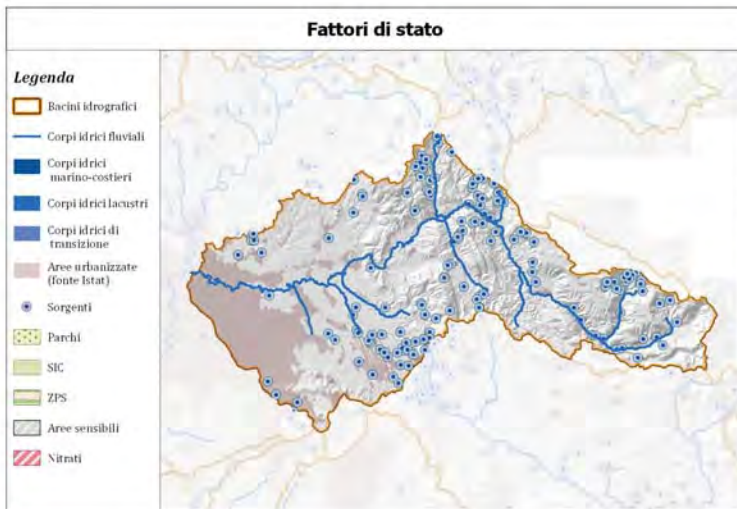 Fattori di stato
Legenda
Bacini idrografici
Corpi idrici fluviali
Corpi idrici
marino-costieri
Corpi idrici lacustri
Corpi idrici di
transizione
Aree urbanizzate
(fonte Istat)
Sorgenti
Parchi
SIC
ZPS
Aree sensibili
Nitrati